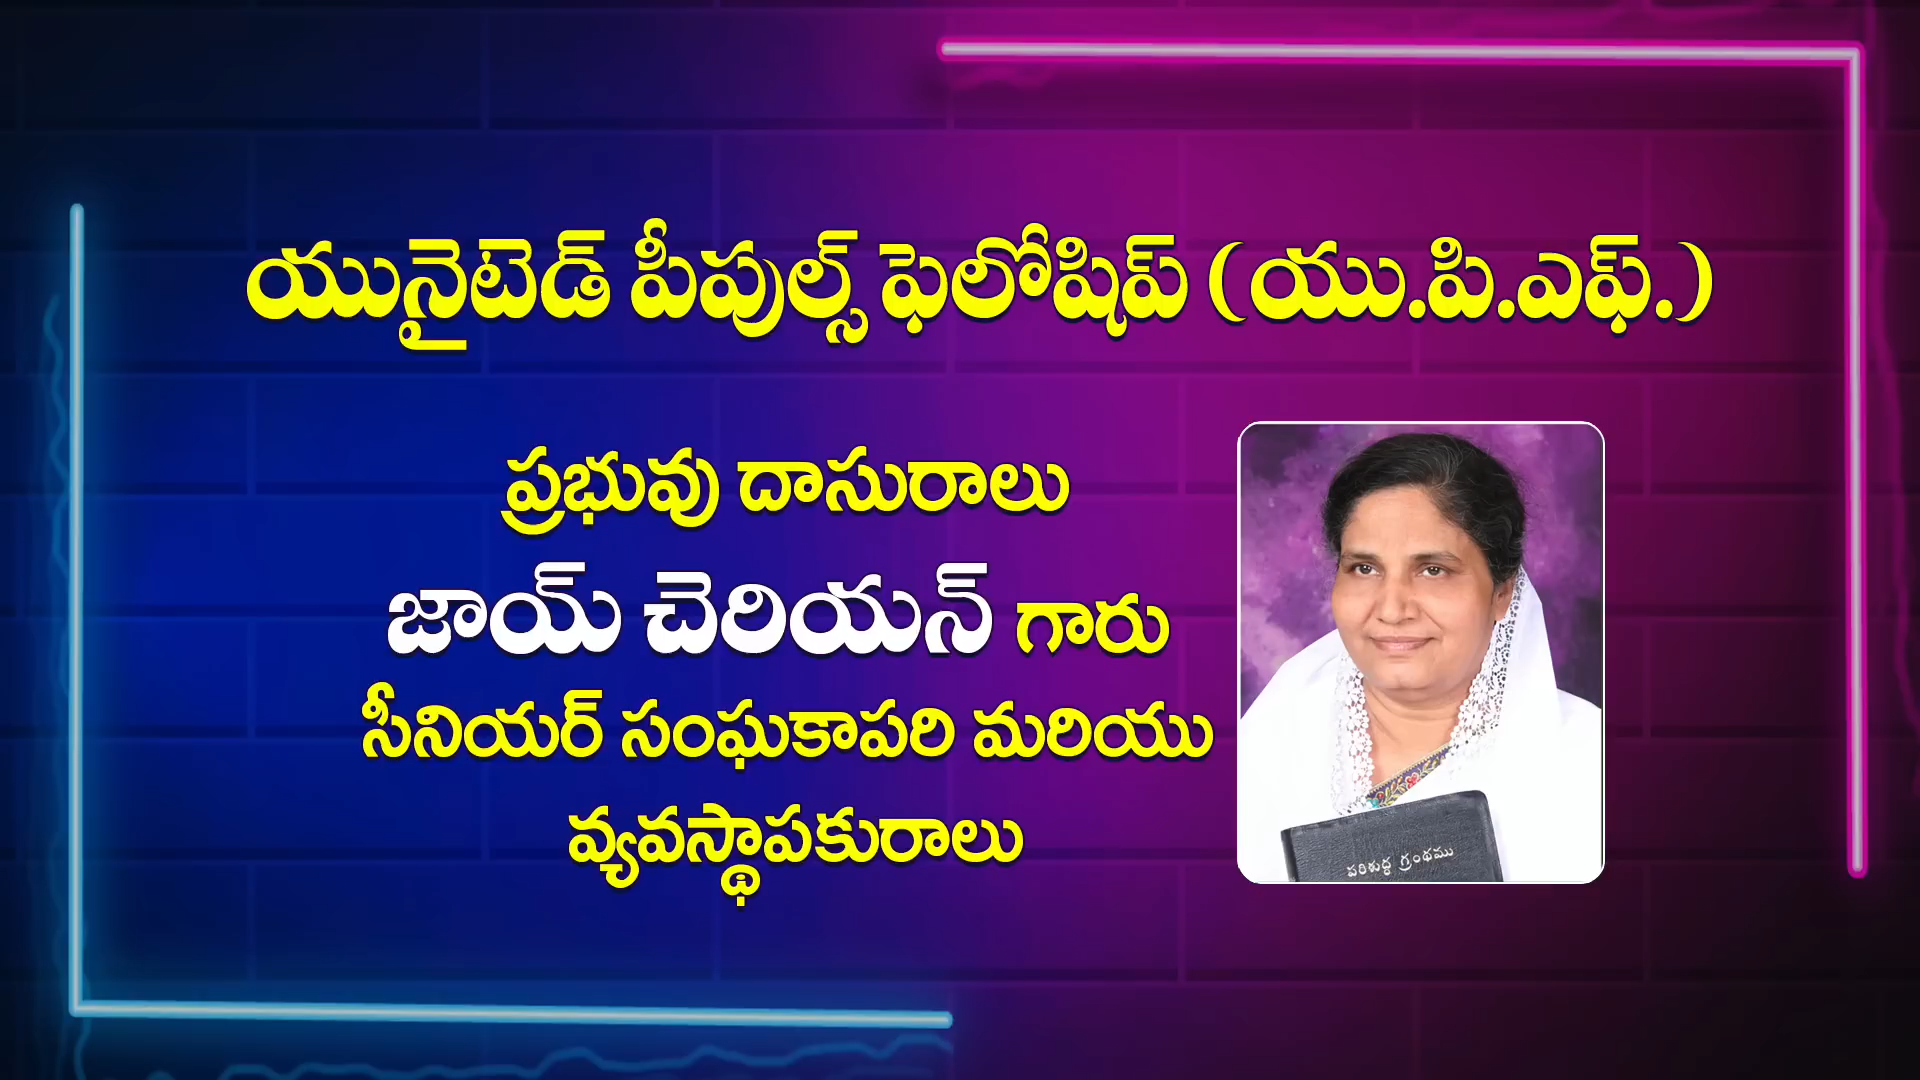 యునైటెడ్ పీపుల్స్ ఫెలోషిప్ (యు.పి.ఎఫ్.)
ప్రభువు దాసురాలు
జాయ్ చెరియన్ గారు
సీనియర్ సంఘకాపరి మరియు
వ్యవస్థాపకురాలు
పరిశుద్ధ గ్రంథము